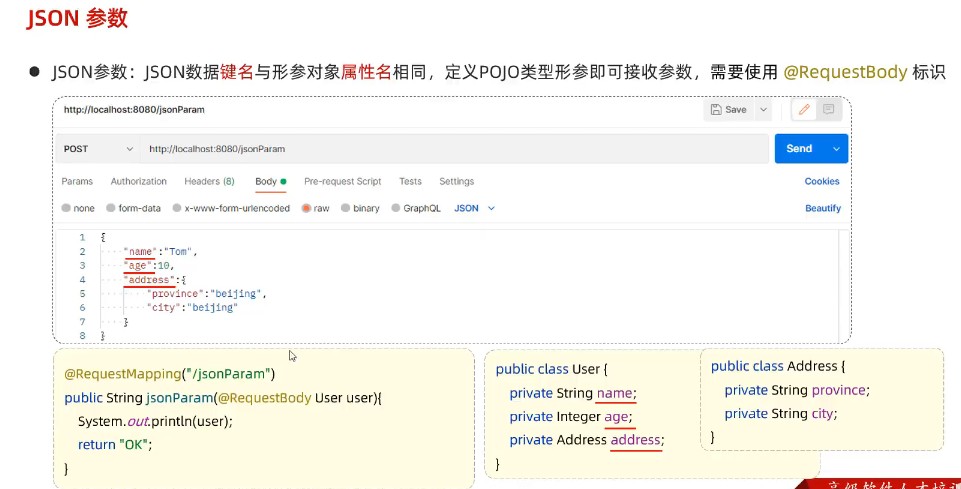 JSON 参数
● JSON参数：JSON数据键名与形参对象属性名相同，定义POJO类型形参即可接收参数，需要使用 @RequestBody 标识
http://localhost:8080/jsonParam
Save
POST
http://localhost:8080/jsonParam
Send
Params Authorization Headers (8) Body Pre-request Script Tests Settings Cookies
none form-data x-www-form-urlencoded raw binary GraphQL JSON Beautify
1 {
2 "name":"Tom",
3 "age":10,
4 "address":{
5 "province":"beijing",
6 "city":"beijing"
7 }
8 }
@RequestMapping("/jsonParam")
public String jsonParam(@RequestBody User user){
System.out.println(user);
return "OK";
}
public class User {
private String name;
private Integer age;
private Address address;
}
public class Address {
private String province;
private String city;
}